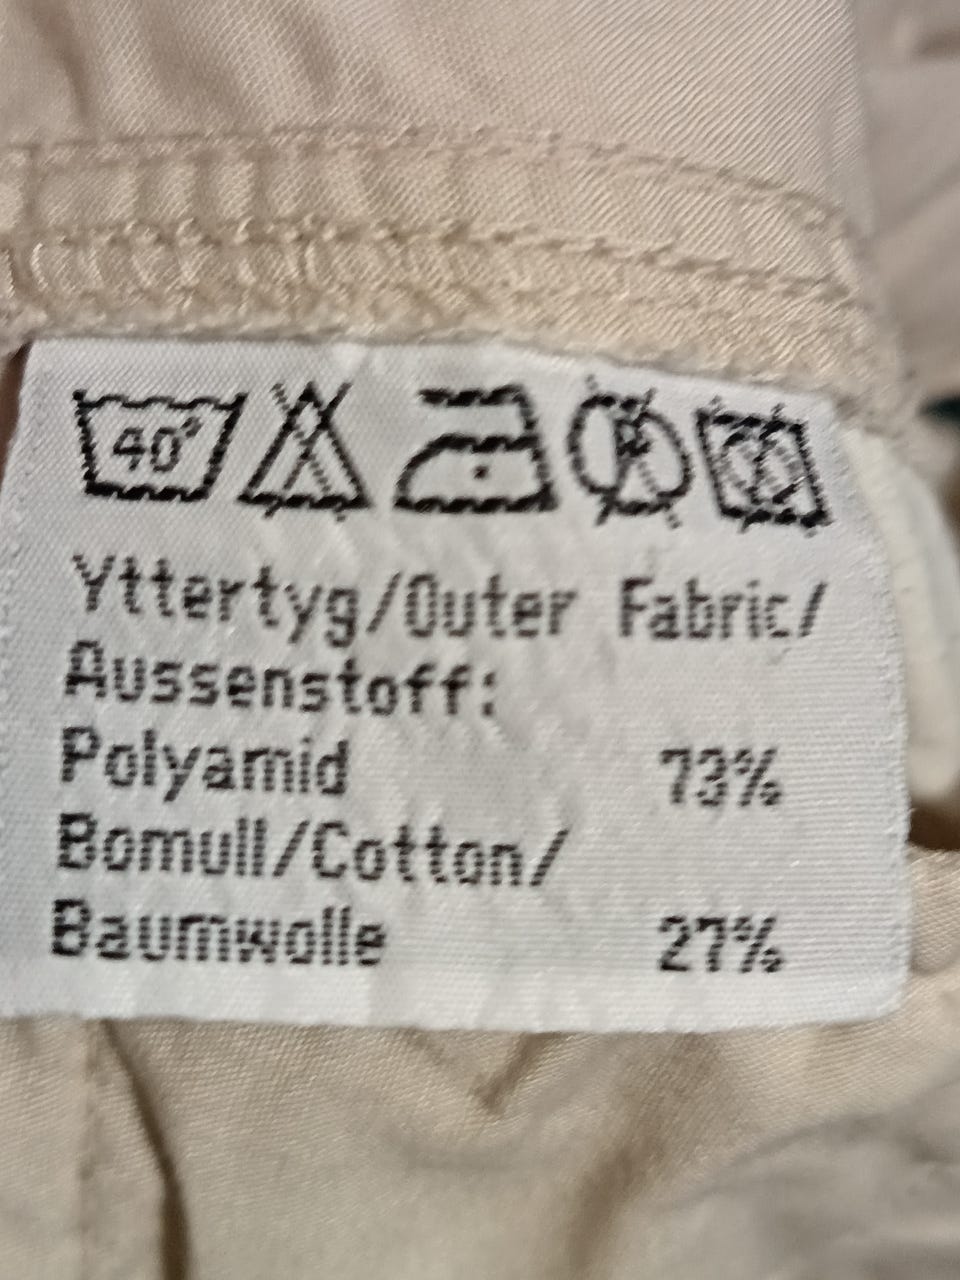 40°
Yttertyg/Outer Fabric/
Aussenstoff:
Polyamid 73%
Bomull/Cotton/
Baumwolle 27%